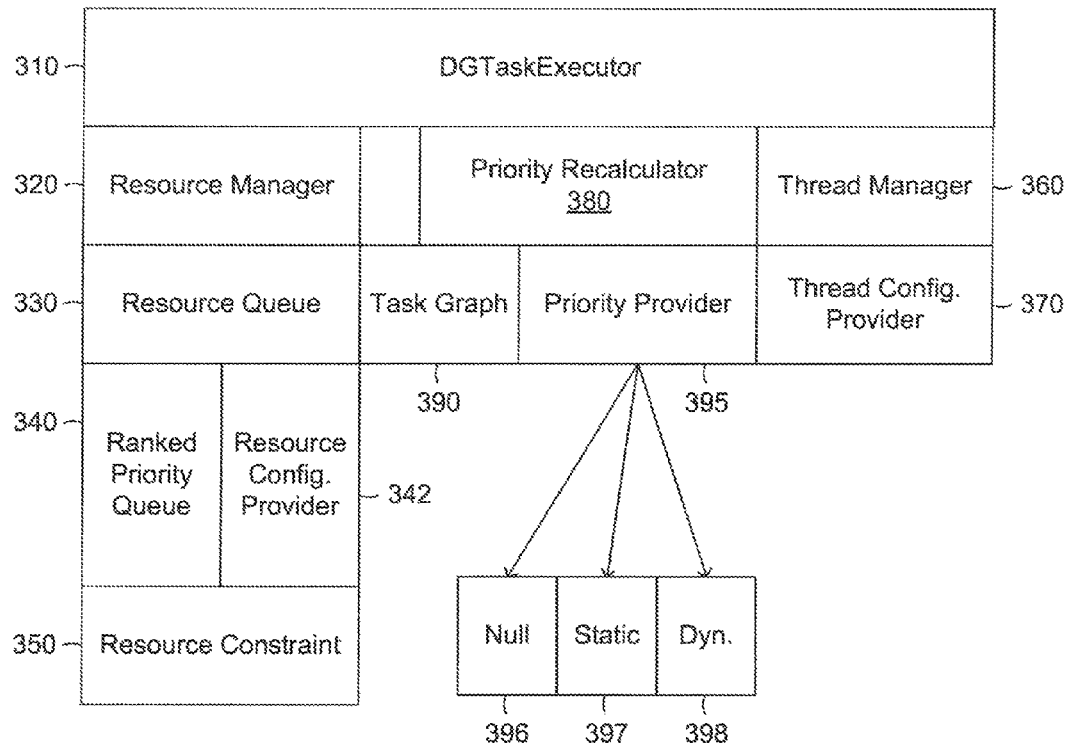 310
DGTaskExecutor
320
Resource Manager
Priority Recalculator
380
Thread Manager
360
330
Resource Queue
Task Graph
Priority Provider
Thread Config.
Provider
370
390
395
340
Ranked
Priority
Queue
Resource
Config.
Provider
342
350
Resource Constraint
Null
Static
Dyn.
396
397
398